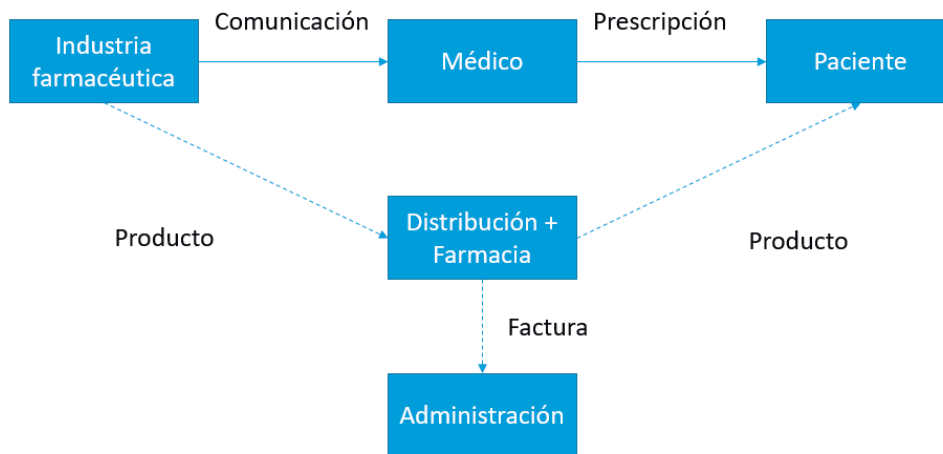 Comunicación
Prescripción
Industria
farmacéutica
Médico
Paciente
Distribución +
Farmacia
Producto
Producto
Factura
Administración